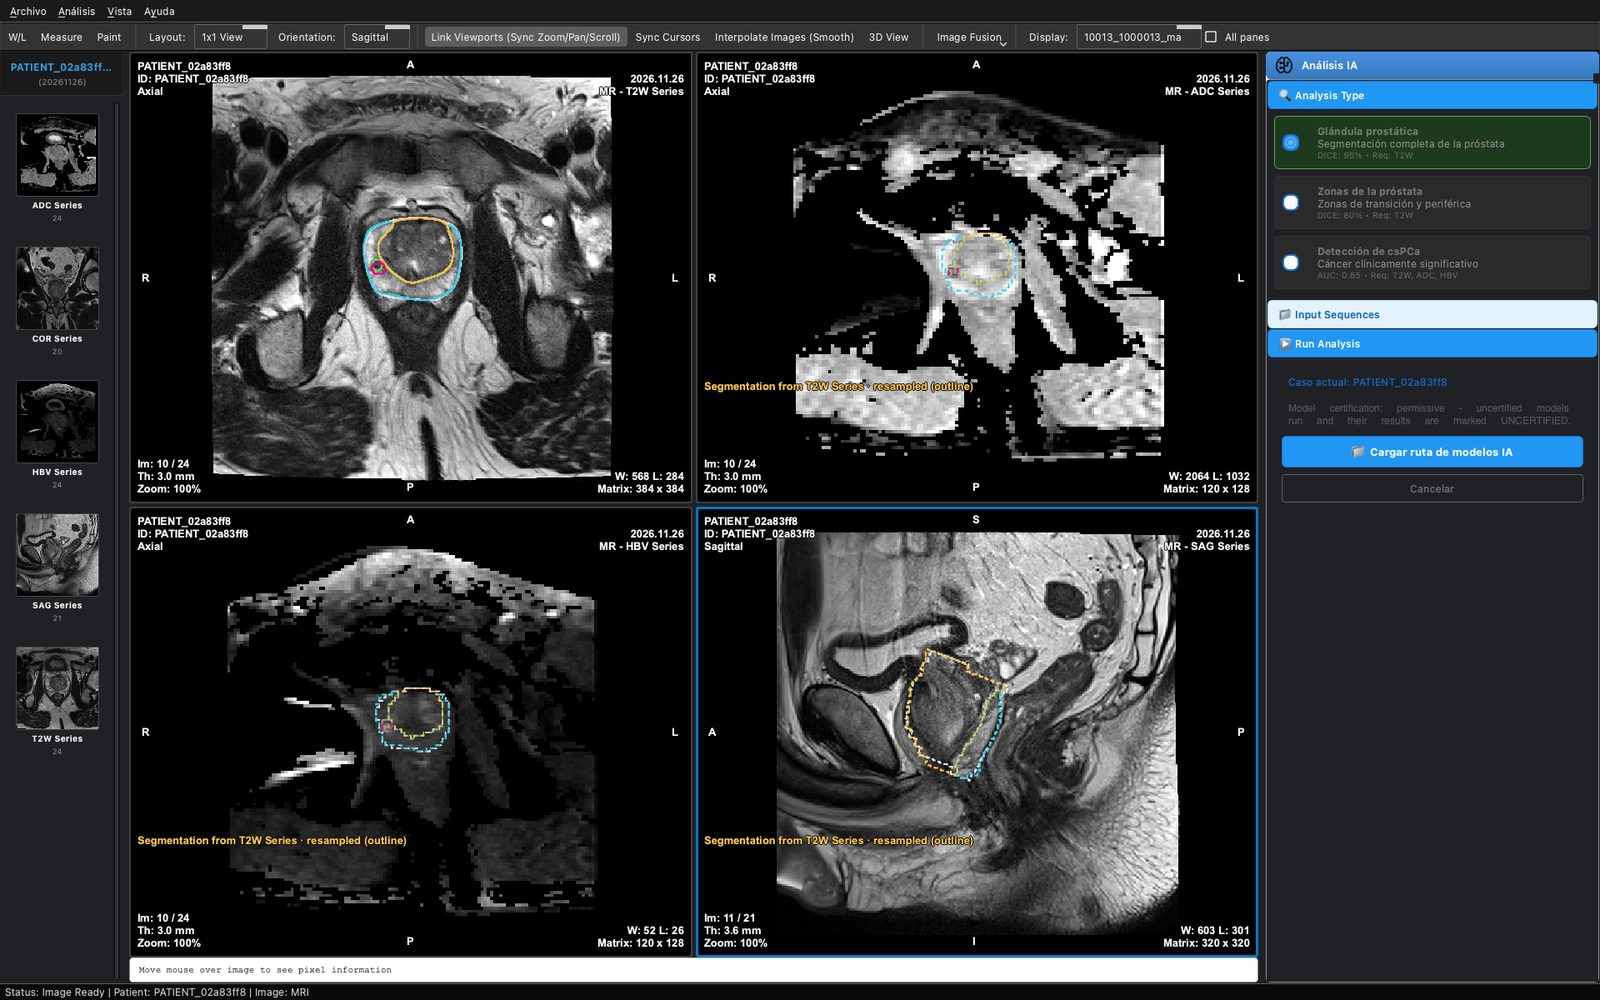 Archivo Análisis Vista Ayuda
W/L Measure Paint Layout: 1x1 View Orientation: Sagittal Link Viewports (Sync Zoom/Pan/Scroll) Sync Cursors Interpolate Images (Smooth) 3D View Image Fusion Display: 10013_1000013_ma All panes
PATIENT_02a83ff...
(20261126)
ADC Series
24
COR Series
20
HBV Series
24
SAG Series
21
T2W Series
24
PATIENT_02a83ff8
ID: PATIENT_02a83ff8
Axial
A
2026.11.26
MR - T2W Series
R
L
Im: 10 / 24
Th: 3.0 mm
Zoom: 100%
P
W: 568 L: 284
Matrix: 384 x 384
PATIENT_02a83ff8
ID: PATIENT_02a83ff8
Axial
A
2026.11.26
MR - ADC Series
R
L
Segmentation from T2W Series · resampled (outline)
Im: 10 / 24
Th: 3.0 mm
Zoom: 100%
P
W: 2064 L: 1032
Matrix: 120 x 128
PATIENT_02a83ff8
ID: PATIENT_02a83ff8
Axial
A
2026.11.26
MR - HBV Series
R
L
Segmentation from T2W Series · resampled (outline)
Im: 10 / 24
Th: 3.0 mm
Zoom: 100%
P
W: 52 L: 26
Matrix: 120 x 128
PATIENT_02a83ff8
ID: PATIENT_02a83ff8
Sagittal
S
2026.11.26
MR - SAG Series
A
P
Segmentation from T2W Series · resampled (outline)
Im: 11 / 21
Th: 3.6 mm
Zoom: 100%
I
W: 603 L: 301
Matrix: 320 x 320
Move mouse over image to see pixel information
Análisis IA
Analysis Type
Glándula prostática
Segmentación completa de la próstata
DICE: 95% • Req: T2W
Zonas de la próstata
Zonas de transición y periférica
DICE: 80% • Req: T2W
Detección de csPCa
Cáncer clínicamente significativo
AUC: 0.85 • Req: T2W, ADC, HBV
Input Sequences
Run Analysis
Caso actual: PATIENT_02a83ff8
Model certification: permissive - uncertified models
run and their results are marked UNCERTIFIED.
Cargar ruta de modelos IA
Cancelar
Status: Image Ready | Patient: PATIENT_02a83ff8 | Image: MRI